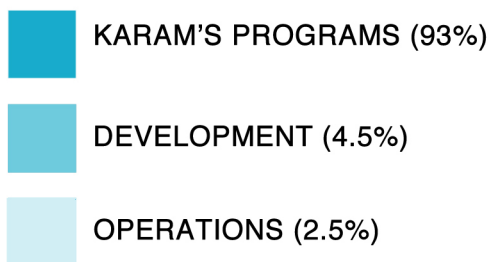 KARAM'S PROGRAMS (93%)
DEVELOPMENT (4.5%)
OPERATIONS (2.5%)